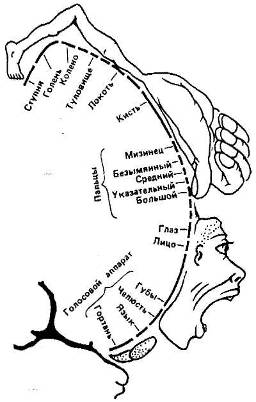 Ступня
Голень
Колено
Туловище
Локоть
Кисть
Пальцы
Мизинец
Безымянный
Средний
Указательный
Большой
Глаз
Лицо
Голосовой аппарат
Губы
Челюсть
Язык
Гортань